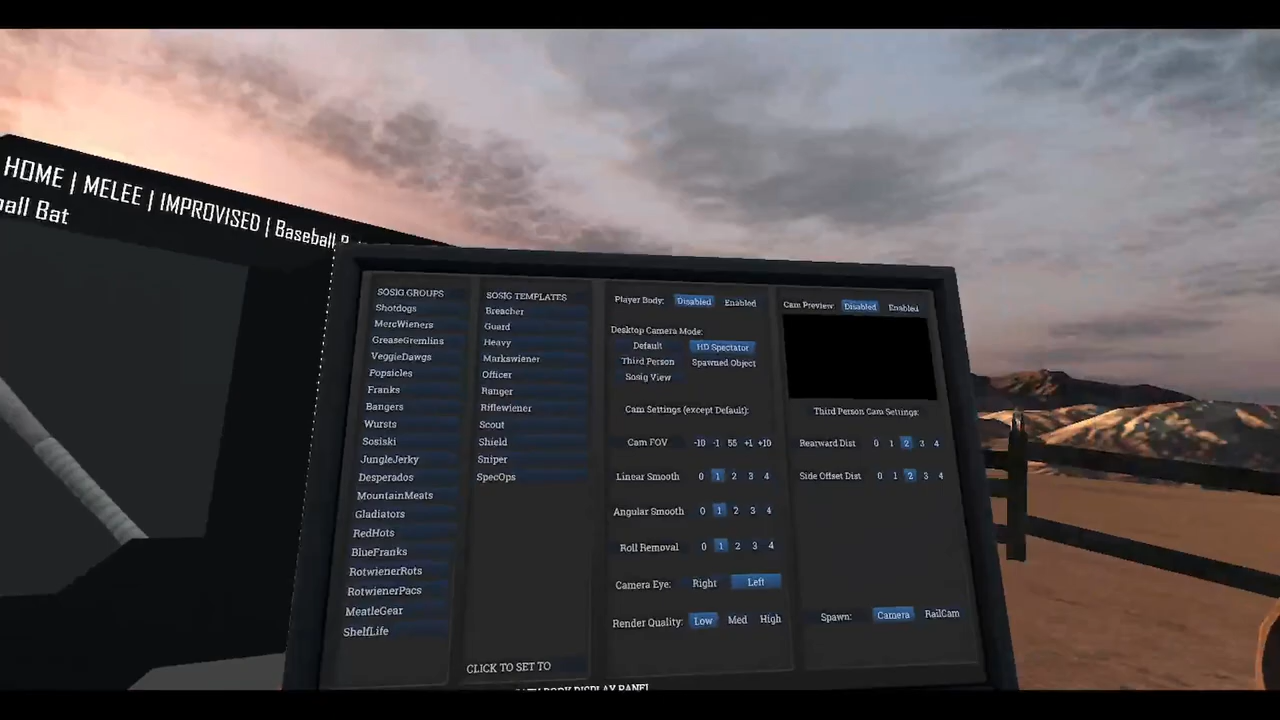 HOME | MELEE | IMPROVISED | Baseball
Bat
SOSIG GROUPS
Shotdogs
MercWieners
GreaseGremlins
VeggieDawgs
Popsicles
Franks
Bangers
Wursts
Sosiski
JungleJerky
Desperados
MountainMeats
Gladiators
RedHots
BlueFranks
RotwienerRots
RotwienerPacs
MeatleGear
ShelfLife
SOSIG TEMPLATES
Breacher
Guard
Heavy
Markswiener
Officer
Ranger
Riflewiener
Scout
Shield
Sniper
SpecOps
CLICK TO SET TO
Player Body: Disabled Enabled
Desktop Camera Mode:
Default HD Spectator
Third Person Spawned Object
Sosig View
Cam Settings (except Default):
Cam FOV -10 -1 55 +1 +10
Linear Smooth 0 1 2 3 4
Angular Smooth 0 1 2 3 4
Roll Removal 0 1 2 3 4
Camera Eye: Right Left
Render Quality: Low Med High
Cam Preview: Disabled Enabled
Third Person Cam Settings:
Rearward Dist 0 1 2 3 4
Side Offset Dist 0 1 2 3 4
Spawn: Camera RailCam
BODY DISPLAY PANEL